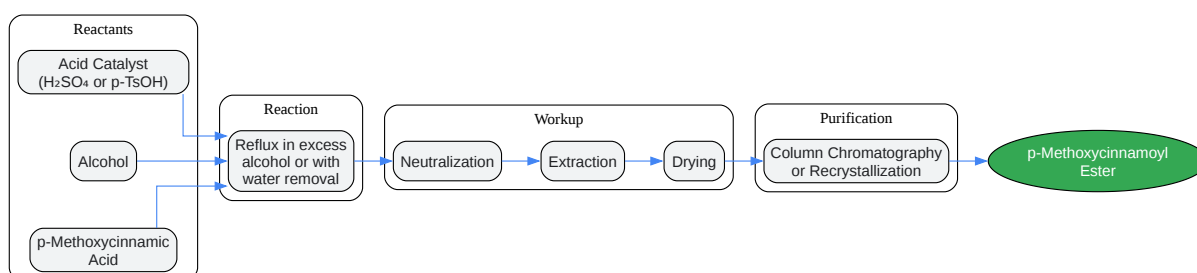 Reactants
Acid Catalyst
(H₂SO₄ or p-TsOH)
Alcohol
p-Methoxycinnamic
Acid
Reaction
Reflux in excess
alcohol or with
water removal
Workup
Neutralization
Extraction
Drying
Purification
Column Chromatography
or Recrystallization
p-Methoxycinnamoyl
Ester